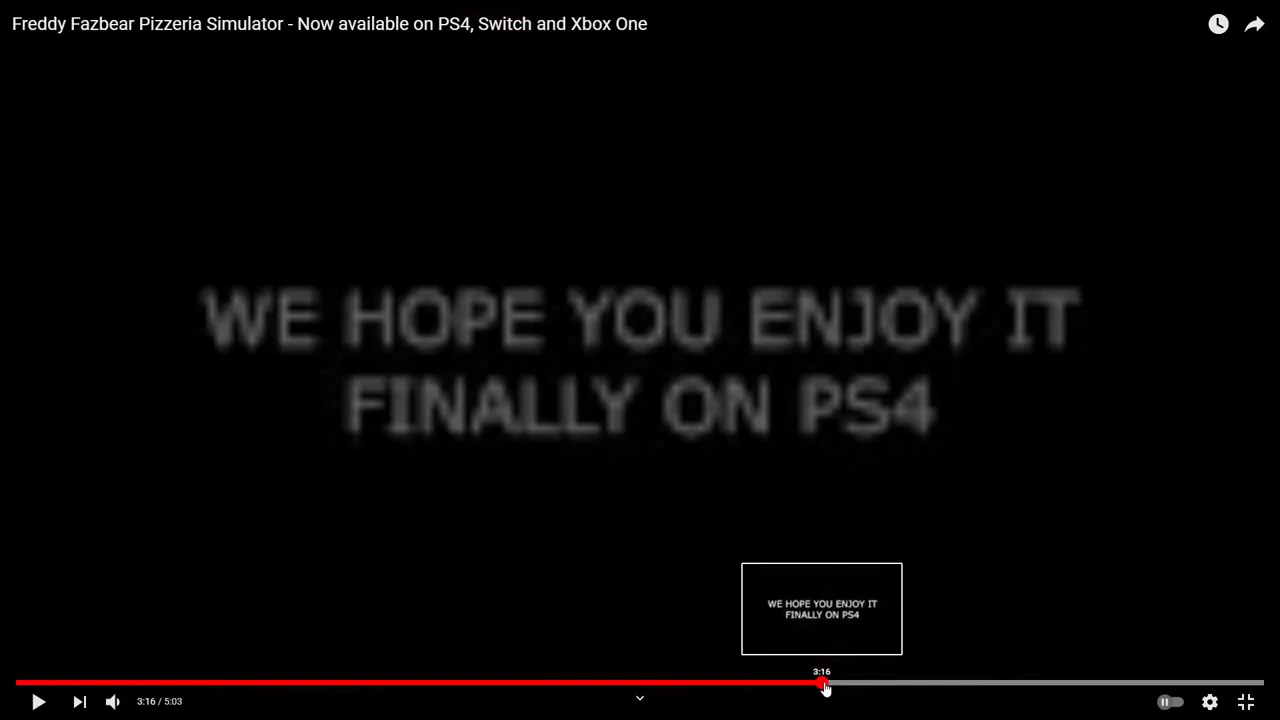 Freddy Fazbear Pizzeria Simulator - Now available on PS4, Switch and Xbox One
WE HOPE YOU ENJOY IT
FINALLY ON PS4
WE HOPE YOU ENJOY IT
FINALLY ON PS4
3:16
3:16 / 5:03